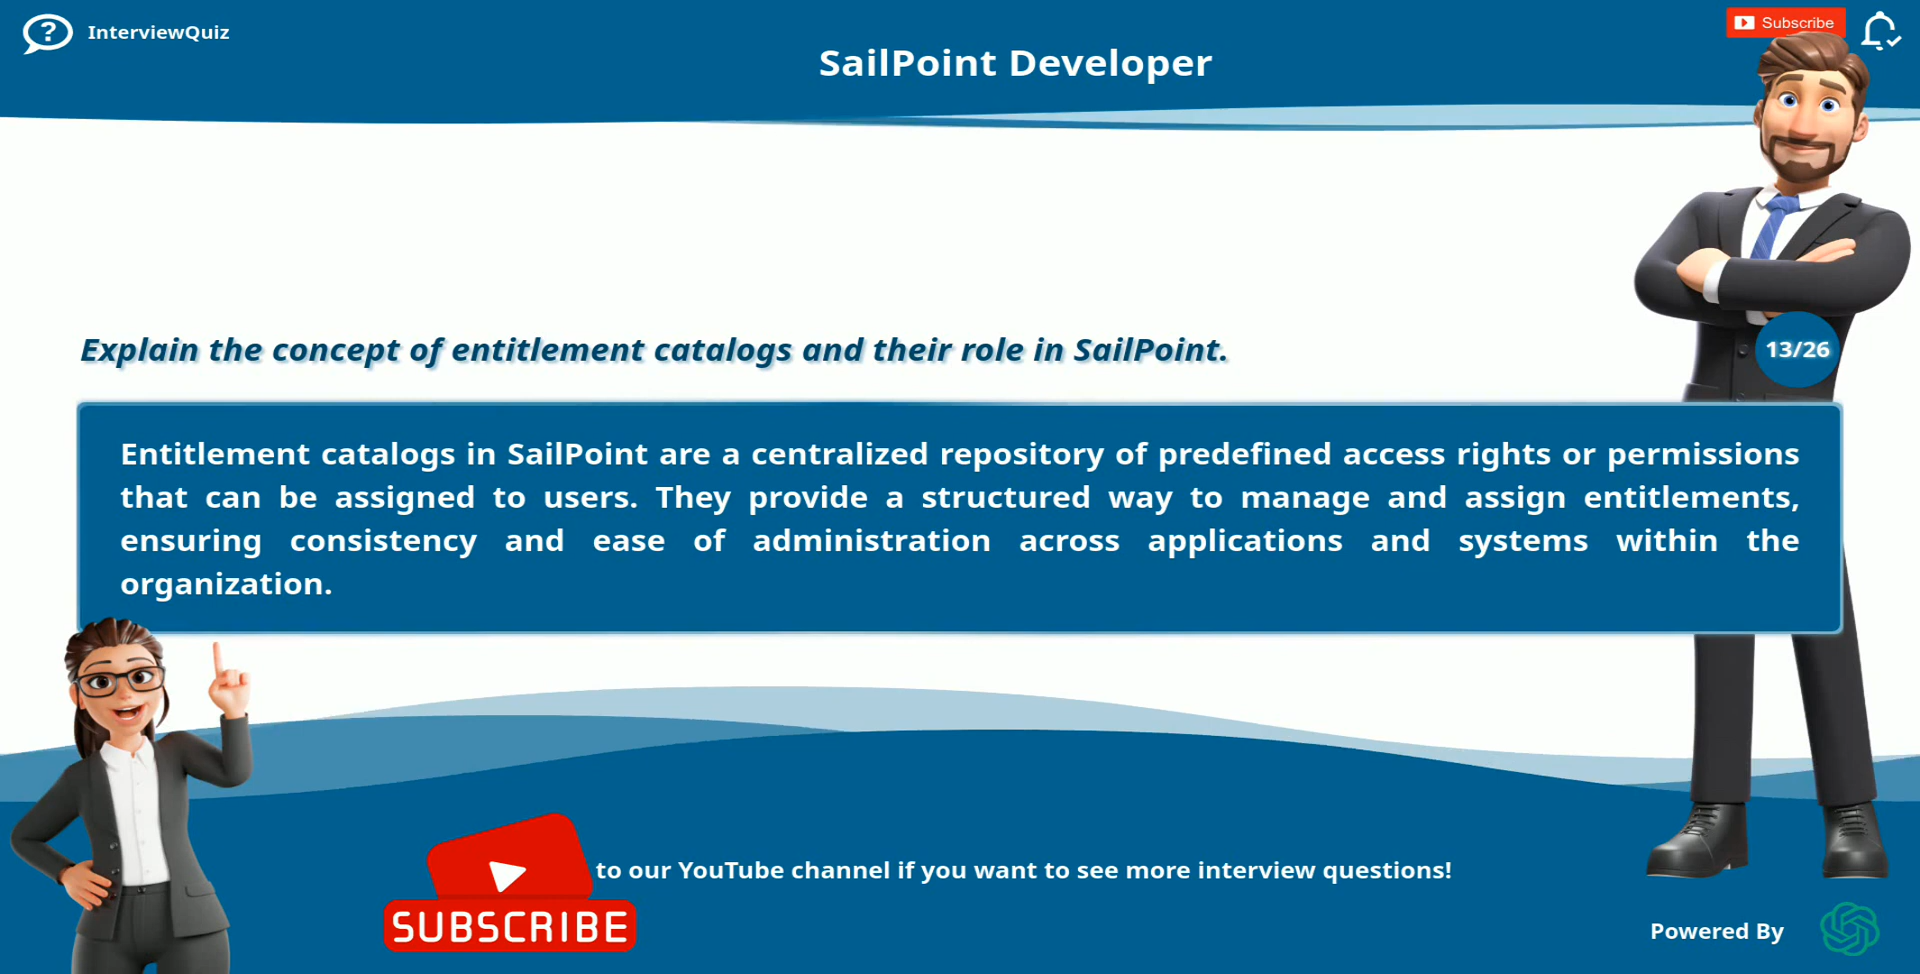 InterviewQuiz
Subscribe
SailPoint Developer
Explain the concept of entitlement catalogs and their role in SailPoint.
13/26
Entitlement catalogs in SailPoint are a centralized repository of predefined access rights or permissions
that can be assigned to users. They provide a structured way to manage and assign entitlements,
ensuring consistency and ease of administration across applications and systems within the
organization.
to our YouTube channel if you want to see more interview questions!
SUBSCRIBE
Powered By